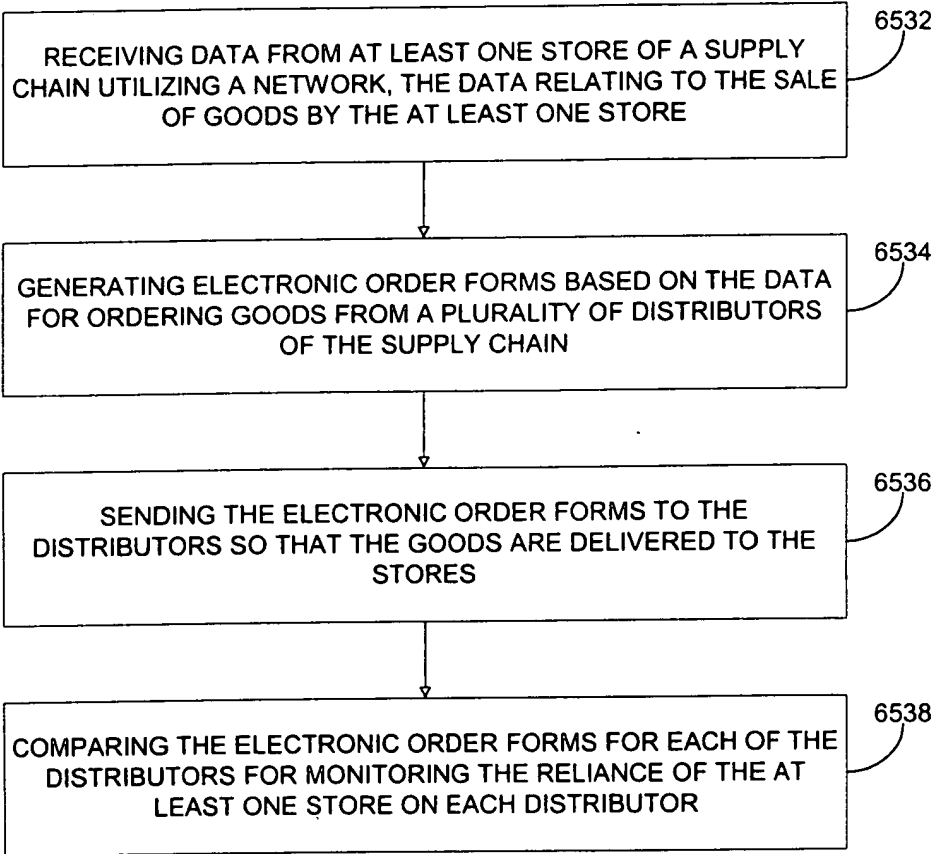 RECEIVING DATA FROM AT LEAST ONE STORE OF A SUPPLY
CHAIN UTILIZING A NETWORK, THE DATA RELATING TO THE SALE
OF GOODS BY THE AT LEAST ONE STORE
6532
GENERATING ELECTRONIC ORDER FORMS BASED ON THE DATA
FOR ORDERING GOODS FROM A PLURALITY OF DISTRIBUTORS
OF THE SUPPLY CHAIN
6534
SENDING THE ELECTRONIC ORDER FORMS TO THE
DISTRIBUTORS SO THAT THE GOODS ARE DELIVERED TO THE
STORES
6536
COMPARING THE ELECTRONIC ORDER FORMS FOR EACH OF THE
DISTRIBUTORS FOR MONITORING THE RELIANCE OF THE AT
LEAST ONE STORE ON EACH DISTRIBUTOR
6538